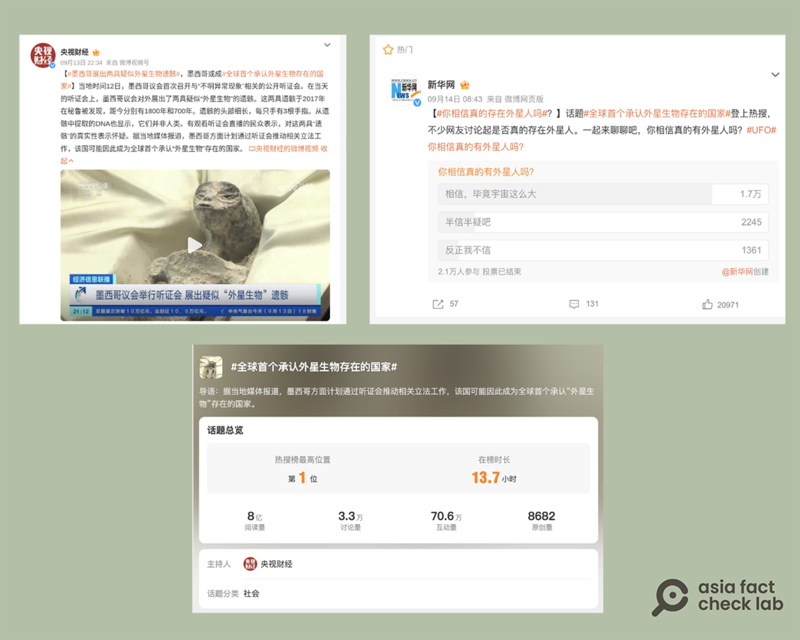 央视财经
09月13日 22:34 来自 微博视频号
【#墨西哥展出两具疑似外星生物遗骸#，墨西哥或成#全球首个承认外星生物存在的国
家#】当地时间12日，墨西哥议会首次召开与“不明异常现象”相关的公开听证会。在当天
的听证会上，墨西哥议会对外展出了两具疑似“外星生物”的遗骸。这两具遗骸于2017年
在秘鲁被发现，距今分别有1800年和700年。遗骸的头部细长，每只手有3根手指。从遗
骸中提取的DNA也显示，它们并非人类。有观看听证会直播的民众表示，对这两具“遗
骸”的真实性表示怀疑。据当地媒体报道，墨西哥方面计划通过听证会推动相关立法工
作，该国可能因此成为全球首个承认“外星生物”存在的国家。央视财经的微博视频 收
起
经济信息联播
墨西哥议会举行听证会 展出疑似“外星生物”遗骸
21:12
热门
新华网
09月14日 08:43 来自 微博网页版
【#你相信真的存在外星人吗#？】话题#全球首个承认外星生物存在的国家#登上热搜，
不少网友讨论起是否真的存在外星人。一起来聊聊吧，你相信真的有外星人吗？#UFO#
你相信真的有外星人吗?
你相信真的有外星人吗？
相信，毕竟宇宙这么大 1.7万
半信半疑吧 2245
反正我不信 1361
2.1万人参与 投票已结束 @新华网创建
57 131 20971
#全球首个承认外星生物存在的国家#
导语：据当地媒体报道，墨西哥方面计划通过听证会推动相关立法工作，该国可能因此成为全球首个承认“外星生
物”存在的国家。
话题总览
热搜榜最高位置 在榜时长
第 1 位 13.7 小时
8亿 3.3万 70.6万 8682
阅读量 讨论量 互动量 原创量
主持人 央视财经
话题分类 社会
asia fact
check lab